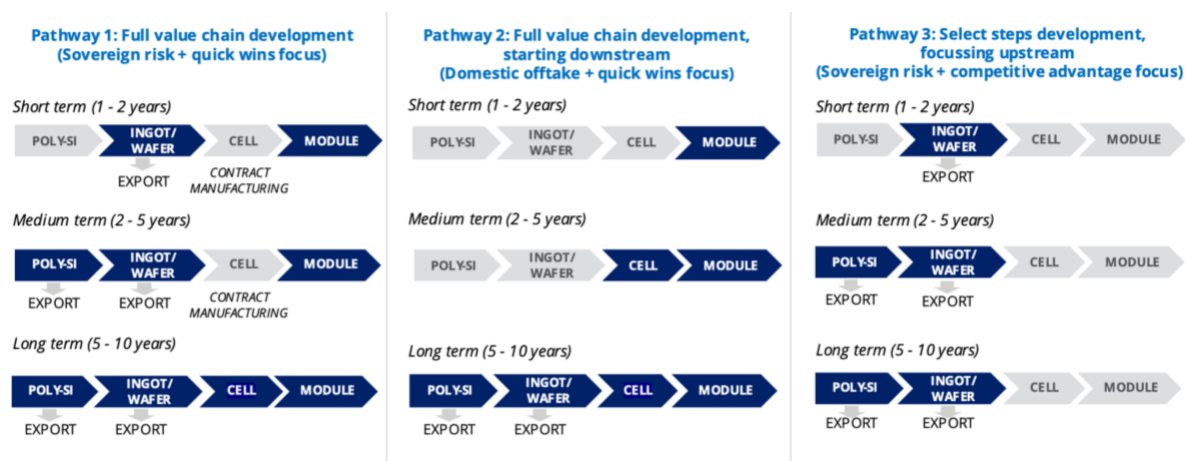 Pathway 1: Full value chain development
(Sovereign risk + quick wins focus)
Short term (1 - 2 years)
POLY-SI
INGOT/
WAFER
CELL
MODULE
EXPORT
CONTRACT
MANUFACTURING
Medium term (2 - 5 years)
POLY-SI
INGOT/
WAFER
CELL
MODULE
EXPORT
EXPORT
CONTRACT
MANUFACTURING
Long term (5 - 10 years)
POLY-SI
INGOT/
WAFER
CELL
MODULE
EXPORT
EXPORT
Pathway 2: Full value chain development,
starting downstream
(Domestic offtake + quick wins focus)
Short term (1 - 2 years)
POLY-SI
INGOT/
WAFER
CELL
MODULE
Medium term (2 - 5 years)
POLY-SI
INGOT/
WAFER
CELL
MODULE
Long term (5 - 10 years)
POLY-SI
INGOT/
WAFER
CELL
MODULE
EXPORT
EXPORT
Pathway 3: Select steps development,
focussing upstream
(Sovereign risk + competitive advantage focus)
Short term (1 - 2 years)
POLY-SI
INGOT/
WAFER
CELL
MODULE
EXPORT
Medium term (2 - 5 years)
POLY-SI
INGOT/
WAFER
CELL
MODULE
EXPORT
EXPORT
Long term (5 - 10 years)
POLY-SI
INGOT/
WAFER
CELL
MODULE
EXPORT
EXPORT